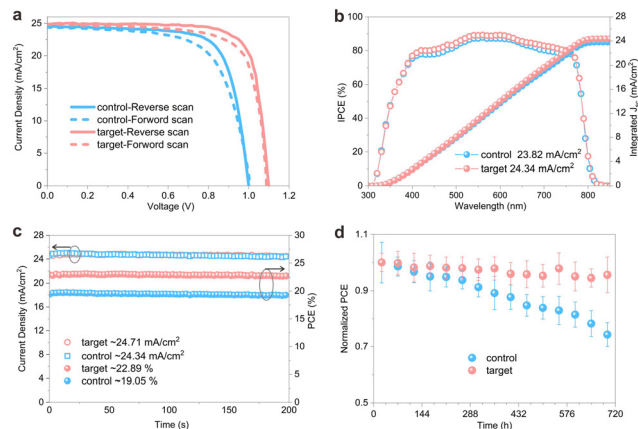 a
Current Density (mA/cm²)
25
20
15
10
5
0
control-Reverse scan
control-Forword scan
target-Reverse scan
target-Forword scan
0.0 0.2 0.4 0.6 0.8 1.0 1.2
Voltage (V)
b
IPCE (%)
100
80
60
40
20
0
control 23.82 mA/cm²
target 24.34 mA/cm²
28
24
20
16
12
8
4
0
Integrated Jsc (mA/cm²)
300 400 500 600 700 800
Wavelength (nm)
c
Current Density (mA/cm²)
28
24
20
16
12
8
4
0
target ~24.71 mA/cm²
control ~24.34 mA/cm²
target ~22.89 %
control ~19.05 %
30
25
20
15
10
5
0
PCE (%)
0 50 100 150 200
Time (s)
d
Normalized PCE
1.1
0.9
0.7
0.5
control
target
0 144 288 432 576 720
Time (h)